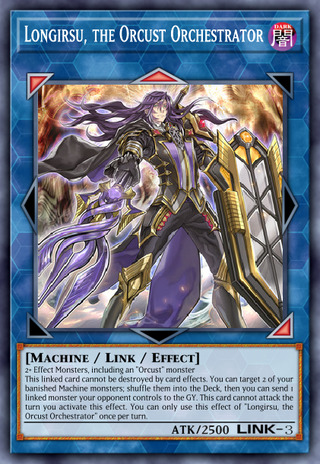 Longirsu, the Orcust Orchestrator
DARK
闇
[Machine / Link / Effect]
2+ Effect Monsters, including an "Orcust" monster
This linked card cannot be destroyed by card effects. You can target 2 of your
banished Machine monsters; shuffle them into the Deck, then you can send 1
linked monster your opponent controls to the GY. This card cannot attack the
turn you activate this effect. You can only use this effect of "Longirsu, the
Orcust Orchestrator" once per turn.
ATK/2500 LINK-3